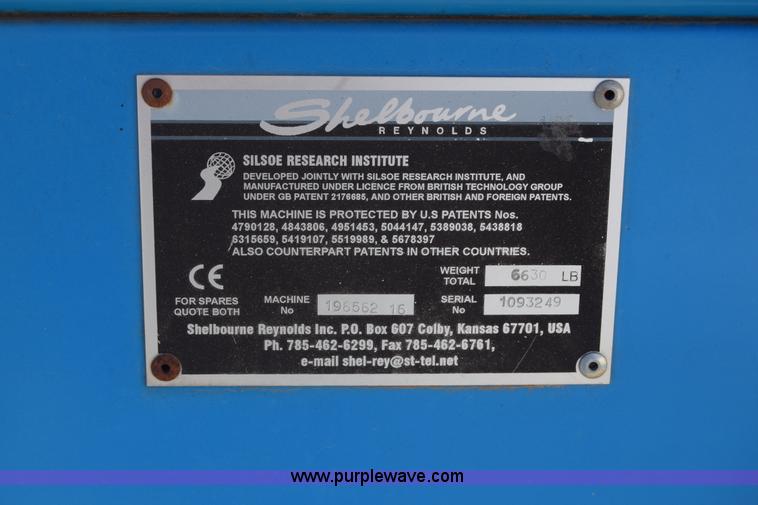 Shelbourne
REYNOLDS
SILSOE RESEARCH INSTITUTE
DEVELOPED JOINTLY WITH SILSOE RESEARCH INSTITUTE, AND
MANUFACTURED UNDER LICENCE FROM BRITISH TECHNOLOGY GROUP
UNDER GB PATENT 2176685, AND OTHER BRITISH AND FOREIGN PATENTS.
THIS MACHINE IS PROTECTED BY U.S PATENTS Nos.
4790128, 4843806, 4951453, 5044147, 5389038, 5438818
6315659, 5419107, 5519989, & 5678397
ALSO COUNTERPART PATENTS IN OTHER COUNTRIES.
CE
WEIGHT TOTAL 6630 LB
FOR SPARES QUOTE BOTH
MACHINE No 196562 16
SERIAL No 1093249
Shelbourne Reynolds Inc. P.O. Box 607 Colby, Kansas 67701, USA
Ph. 785-462-6299, Fax 785-462-6761,
e-mail shel-rey@st-tel.net
www.purplewave.com